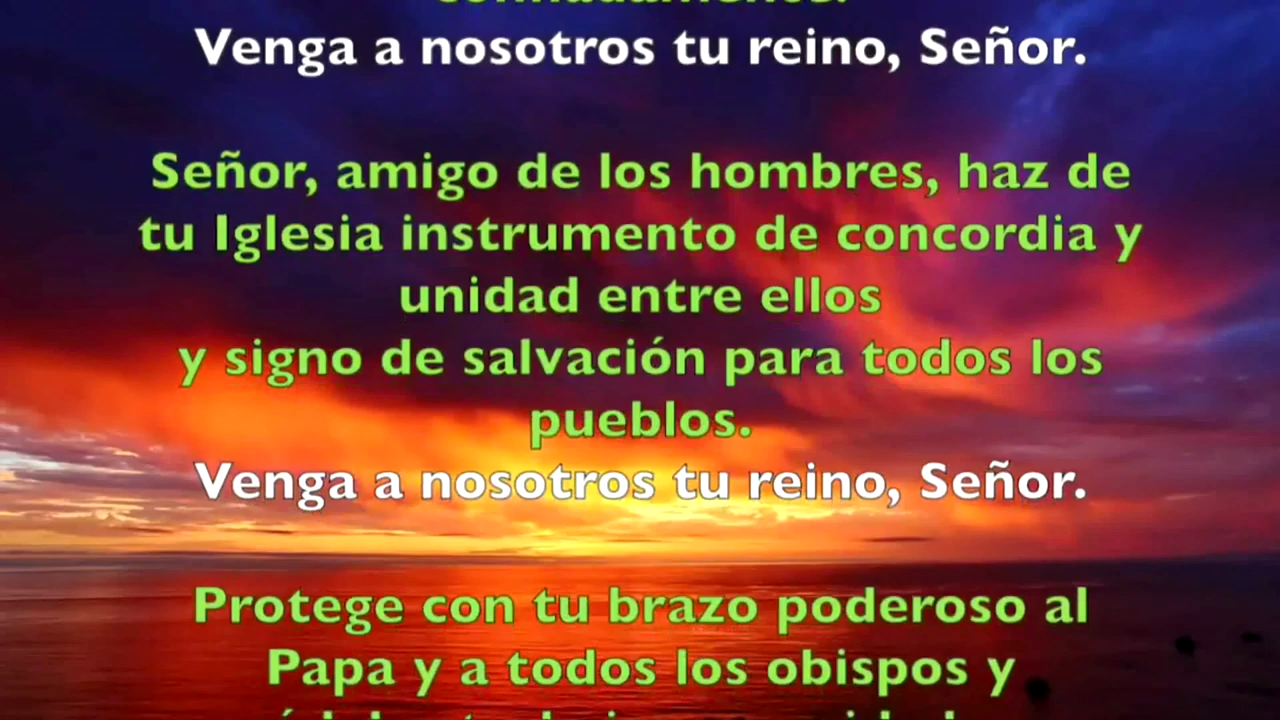 Venga a nosotros tu reino, Señor.
Señor, amigo de los hombres, haz de
tu Iglesia instrumento de concordia y
unidad entre ellos
y signo de salvación para todos los
pueblos.
Venga a nosotros tu reino, Señor.
Protege con tu brazo poderoso al
Papa y a todos los obispos y